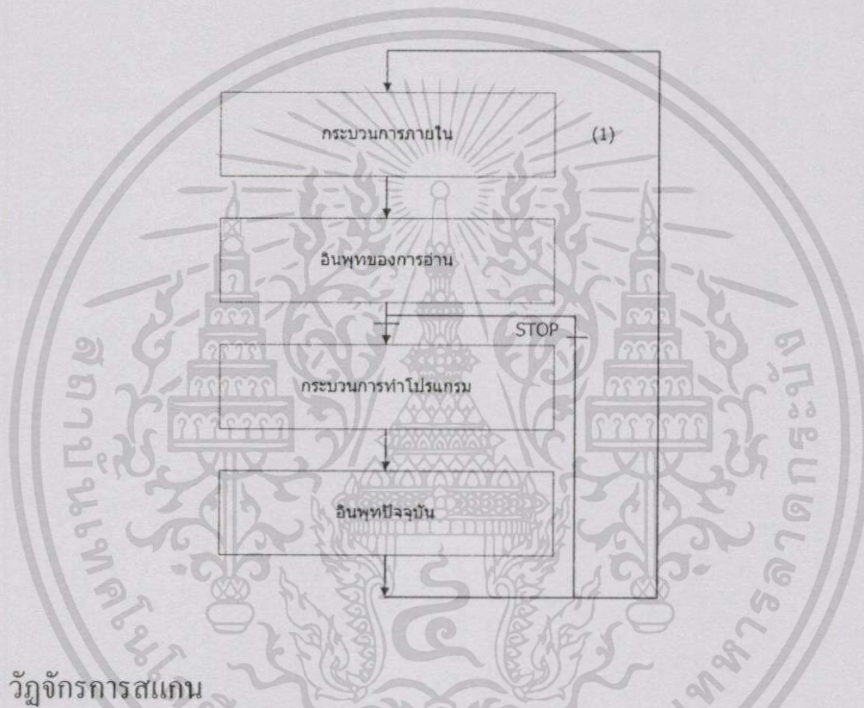 กระบวนการภายใน (1)
อินพุทของการอ่าน
STOP
กระบวนการทำโปรแกรม
อินพุทปัจจุบัน
วัฏจักรการสแกน